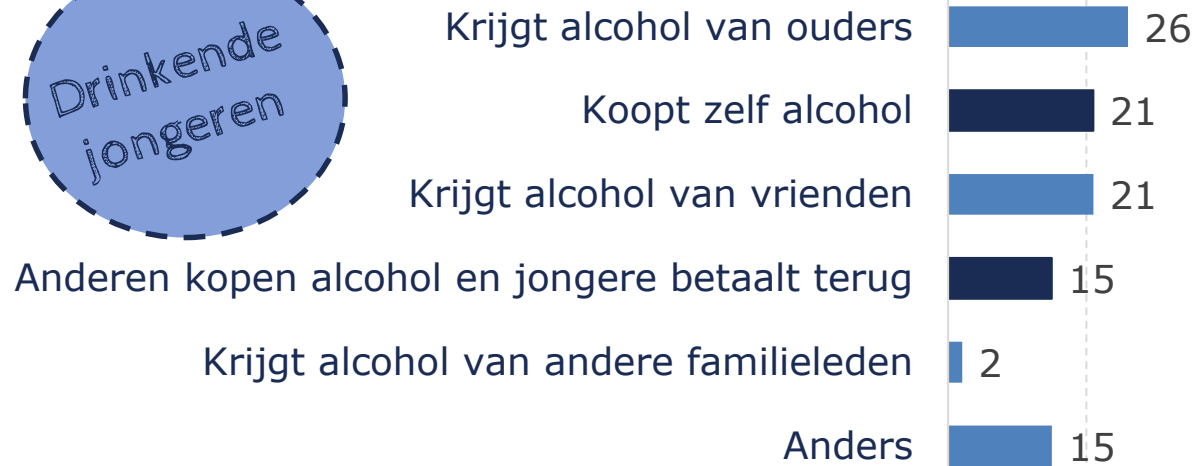 Drinkende
jongeren
Krijgt alcohol van ouders 26
Koopt zelf alcohol 21
Krijgt alcohol van vrienden 21
Anderen kopen alcohol en jongere betaalt terug 15
Krijgt alcohol van andere familieleden 2
Anders 15